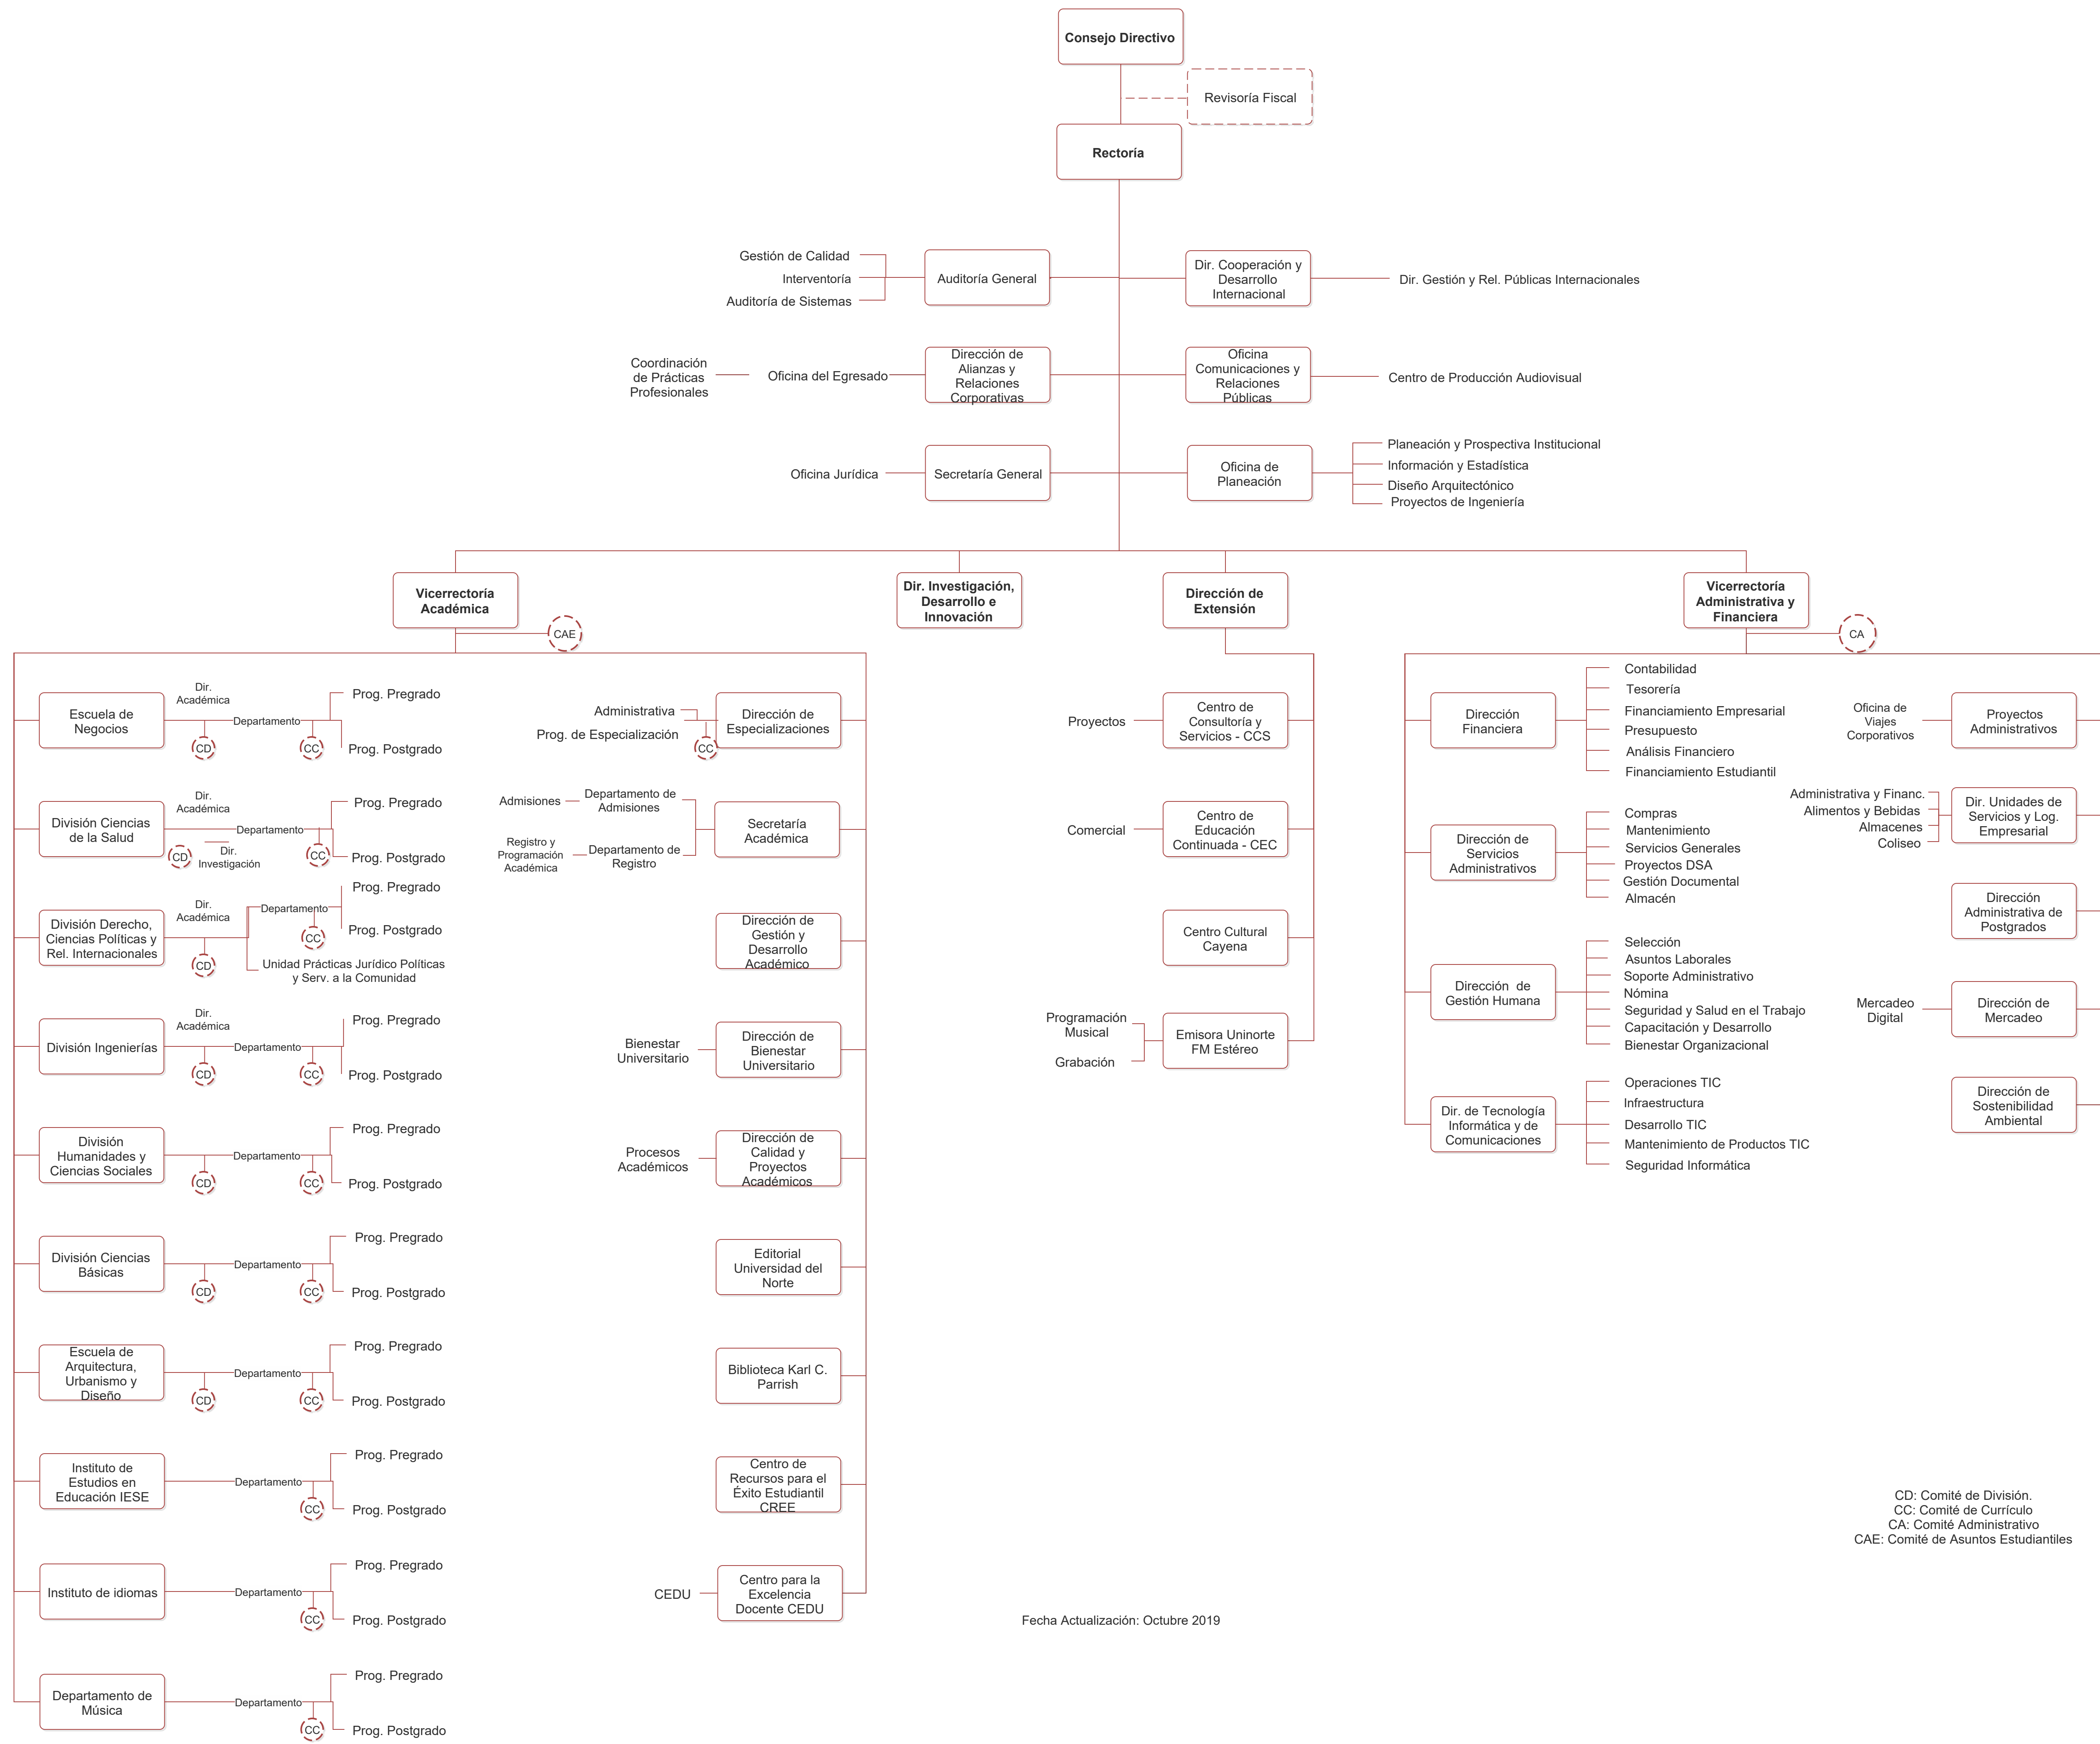 Consejo Directivo
Revisoría Fiscal
Rectoría
Gestión de Calidad
Interventoría
Auditoría de Sistemas
Auditoría General
Dir. Cooperación y
Desarrollo
Internacional
Dir. Gestión y Rel. Públicas Internacionales
Coordinación
de Prácticas
Profesionales
Oficina del Egresado
Dirección de
Alianzas y
Relaciones
Corporativas
Oficina
Comunicaciones y
Relaciones
Públicas
Centro de Producción Audiovisual
Oficina Jurídica
Secretaría General
Oficina de
Planeación
Planeación y Prospectiva Institucional
Información y Estadística
Diseño Arquitectónico
Proyectos de Ingeniería
Vicerrectoría
Académica
CAE
Dir. Investigación,
Desarrollo e
Innovación
Dirección de
Extensión
Vicerrectoría
Administrativa y
Financiera
CA
Escuela de
Negocios
Dir.
Académica
CD
Departamento
CC
Prog. Pregrado
Prog. Postgrado
División Ciencias
de la Salud
Dir.
Académica
CD
Dir.
Investigación
Departamento
CC
Prog. Pregrado
Prog. Postgrado
División Derecho,
Ciencias Políticas y
Rel. Internacionales
Dir.
Académica
CD
Departamento
CC
Prog. Pregrado
Prog. Postgrado
Unidad Prácticas Jurídico Políticas
y Serv. a la Comunidad
División Ingenierías
Dir.
Académica
CD
Departamento
CC
Prog. Pregrado
Prog. Postgrado
División
Humanidades y
Ciencias Sociales
CD
Departamento
CC
Prog. Pregrado
Prog. Postgrado
División Ciencias
Básicas
CD
Departamento
CC
Prog. Pregrado
Prog. Postgrado
Escuela de
Arquitectura,
Urbanismo y
Diseño
CD
Departamento
CC
Prog. Pregrado
Prog. Postgrado
Instituto de
Estudios en
Educación IESE
Departamento
CC
Prog. Pregrado
Prog. Postgrado
Instituto de idiomas
Departamento
CC
Prog. Pregrado
Prog. Postgrado
Departamento de
Música
Departamento
CC
Prog. Pregrado
Prog. Postgrado
Administrativa
Prog. de Especialización
CC
Dirección de
Especializaciones
Admisiones
Departamento de
Admisiones
Registro y
Programación
Académica
Departamento de
Registro
Secretaría
Académica
Dirección de
Gestión y
Desarrollo
Académico
Bienestar
Universitario
Dirección de
Bienestar
Universitario
Procesos
Académicos
Dirección de
Calidad y
Proyectos
Académicos
Editorial
Universidad del
Norte
Biblioteca Karl C.
Parrish
Centro de
Recursos para el
Éxito Estudiantil
CREE
CEDU
Centro para la
Excelencia
Docente CEDU
Proyectos
Centro de
Consultoría y
Servicios - CCS
Comercial
Centro de
Educación
Continuada - CEC
Centro Cultural
Cayena
Programación
Musical
Grabación
Emisora Uninorte
FM Estéreo
Dirección
Financiera
Contabilidad
Tesorería
Financiamiento Empresarial
Presupuesto
Análisis Financiero
Financiamiento Estudiantil
Dirección de
Servicios
Administrativos
Compras
Mantenimiento
Servicios Generales
Proyectos DSA
Gestión Documental
Almacén
Dirección de
Gestión Humana
Selección
Asuntos Laborales
Soporte Administrativo
Nómina
Seguridad y Salud en el Trabajo
Capacitación y Desarrollo
Bienestar Organizacional
Dir. de Tecnología
Informática y de
Comunicaciones
Operaciones TIC
Infraestructura
Desarrollo TIC
Mantenimiento de Productos TIC
Seguridad Informática
Oficina de
Viajes
Corporativos
Proyectos
Administrativos
Administrativa y Financ.
Alimentos y Bebidas
Almacenes
Coliseo
Dir. Unidades de
Servicios y Log.
Empresarial
Dirección
Administrativa de
Postgrados
Mercadeo
Digital
Dirección de
Mercadeo
Dirección de
Sostenibilidad
Ambiental
CD: Comité de División.
CC: Comité de Currículo
CA: Comité Administrativo
CAE: Comité de Asuntos Estudiantiles
Fecha Actualización: Octubre 2019